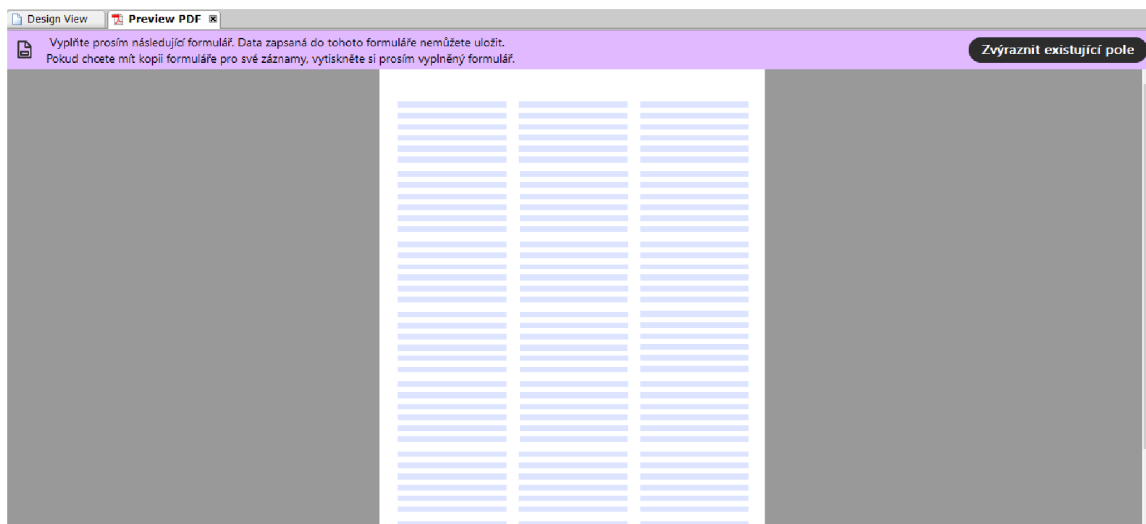 Design View
Preview PDF
Vyplňte prosím následující formulář. Data zapsaná do tohoto formuláře nemůžete uložit.
Pokud chcete mít kopii formuláře pro své záznamy, vytiskněte si prosím vyplněný formulář.
Zvýraznit existující pole